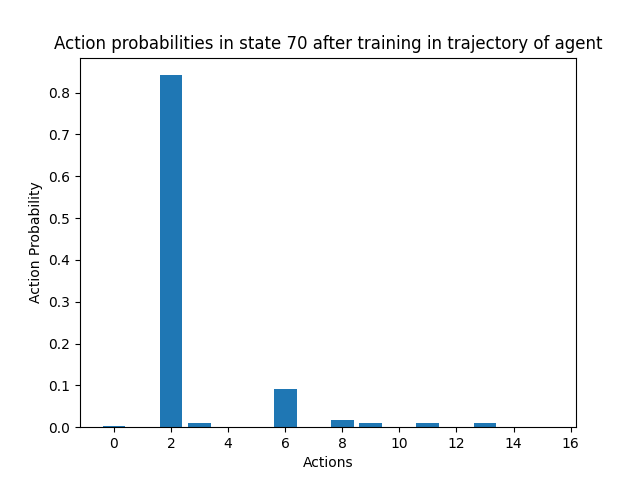 Action probabilities in state 70 after training in trajectory of agent
Action Probability
0.8
0.7
0.6
0.5
0.4
0.3
0.2
0.1
0.0
0 2 4 6 8 10 12 14 16
Actions